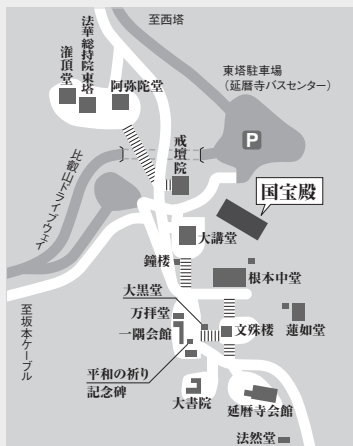 至西塔
法華総持院東塔
灌頂堂
阿弥陀堂
東塔駐車場
(延暦寺バスセンター)
P
戒壇院
比叡山ドライブウェイ
国宝殿
大講堂
鐘楼
根本中堂
大黒堂
万拝堂
一隅会館
文殊楼
蓮如堂
至坂本ケーブル
平和の祈り
記念碑
大書院
延暦寺会館
法然堂